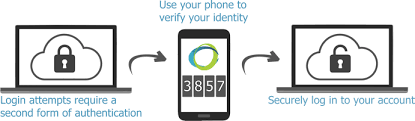 Use your phone to
verify your identity
3857
Login attempts require a
second form of authentication
Securely log in to your account